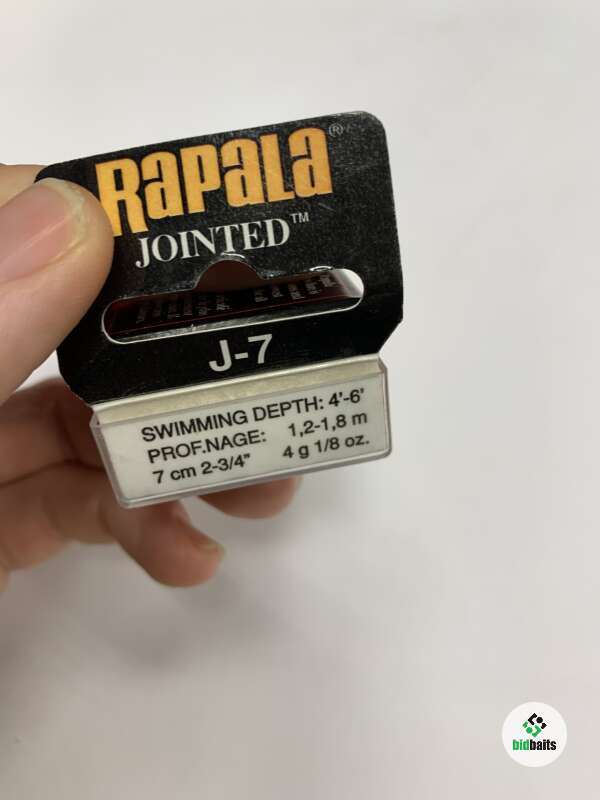 Rapala®
JOINTED™
J-7
SWIMMING DEPTH: 4'-6'
PROF.NAGE: 1,2-1,8 m
7 cm 2-3/4" 4 g 1/8 oz.
bidbaits